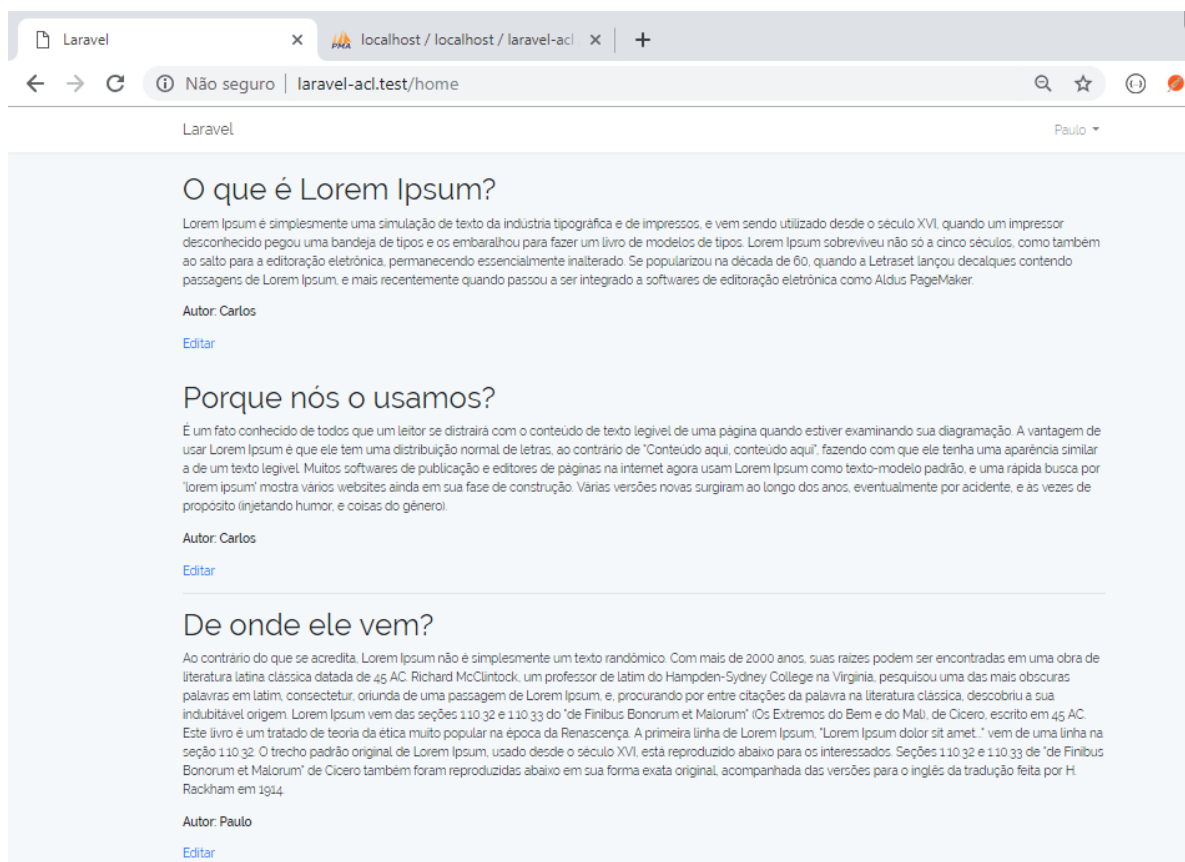 Laravel
localhost / localhost / laravel-acl
Não seguro | laravel-acl.test/home
Laravel
Paulo
O que é Lorem Ipsum?
Lorem Ipsum é simplesmente uma simulação de texto da indústria tipográfica e de impressos, e vem sendo utilizado desde o século XVI, quando um impressor
desconhecido pegou uma bandeja de tipos e os embaralhou para fazer um livro de modelos de tipos. Lorem Ipsum sobreviveu não só a cinco séculos, como também
ao salto para a editoração eletrônica, permanecendo essencialmente inalterado. Se popularizou na década de 60, quando a Letraset lançou decalques contendo
passagens de Lorem Ipsum, e mais recentemente quando passou a ser integrado a softwares de editoração eletrônica como Aldus PageMaker.
Autor: Carlos
Editar
Porque nós o usamos?
É um fato conhecido de todos que um leitor se distrairá com o conteúdo de texto legível de uma página quando estiver examinando sua diagramação. A vantagem de
usar Lorem Ipsum é que ele tem uma distribuição normal de letras, ao contrário de "Conteúdo aqui, conteúdo aqui", fazendo com que ele tenha uma aparência similar
a de um texto legível. Muitos softwares de publicação e editores de páginas na internet agora usam Lorem Ipsum como texto-modelo padrão, e uma rápida busca por
'lorem ipsum' mostra vários websites ainda em sua fase de construção. Várias versões novas surgiram ao longo dos anos, eventualmente por acidente, e às vezes de
propósito (injetando humor, e coisas do gênero).
Autor: Carlos
Editar
De onde ele vem?
Ao contrário do que se acredita, Lorem Ipsum não é simplesmente um texto randômico. Com mais de 2000 anos, suas raízes podem ser encontradas em uma obra de
literatura latina clássica datada de 45 AC. Richard McClintock, um professor de latim do Hampden-Sydney College na Virginia, pesquisou uma das mais obscuras
palavras em latim, consectetur, oriunda de uma passagem de Lorem Ipsum, e, procurando por entre citações da palavra na literatura clássica, descobriu a sua
indubitável origem. Lorem Ipsum vem das seções 1.10.32 e 1.10.33 do "de Finibus Bonorum et Malorum" (Os Extremos do Bem e do Mal), de Cícero, escrito em 45 AC.
Este livro é um tratado de teoria da ética muito popular na época da Renascença. A primeira linha de Lorem Ipsum, "Lorem Ipsum dolor sit amet..." vem de uma linha na
seção 1.10.32. O trecho padrão original de Lorem Ipsum, usado desde o século XVI, está reproduzido abaixo para os interessados. Seções 1.10.32 e 1.10.33 de "de Finibus
Bonorum et Malorum" de Cicero também foram reproduzidas abaixo em sua forma exata original, acompanhada das versões para o inglês da tradução feita por H.
Rackham em 1914.
Autor: Paulo
Editar